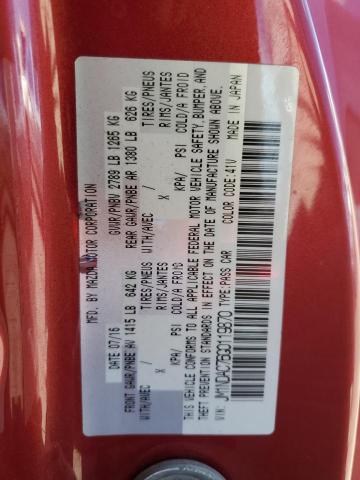 MFD. BY MAZDA MOTOR CORPORATION
DATE: 07/16 GVWR/PNBV 2789 LB 1265 KG
FRONT GAWR/PNBE AV 1415 LB 642 KG REAR GAWR/PNBE AR 1380 LB 626 KG
WITH/AVEC / TIRES/PNEUS WITH/AVEC / TIRES/PNEUS
X RIMS/JANTES X RIMS/JANTES
KPA/ PSI COLD/A FROID KPA/ PSI COLD/A FROID
THIS VEHICLE CONFORMS TO ALL APPLICABLE FEDERAL MOTOR VEHICLE SAFETY, BUMPER, AND
THEFT PREVENTION STANDARDS IN EFFECT ON THE DATE OF MANUFACTURE SHOWN ABOVE.
VIN: JM1NDAC75G0119870 TYPE: PASS CAR COLOR CODE: 41V MADE IN JAPAN